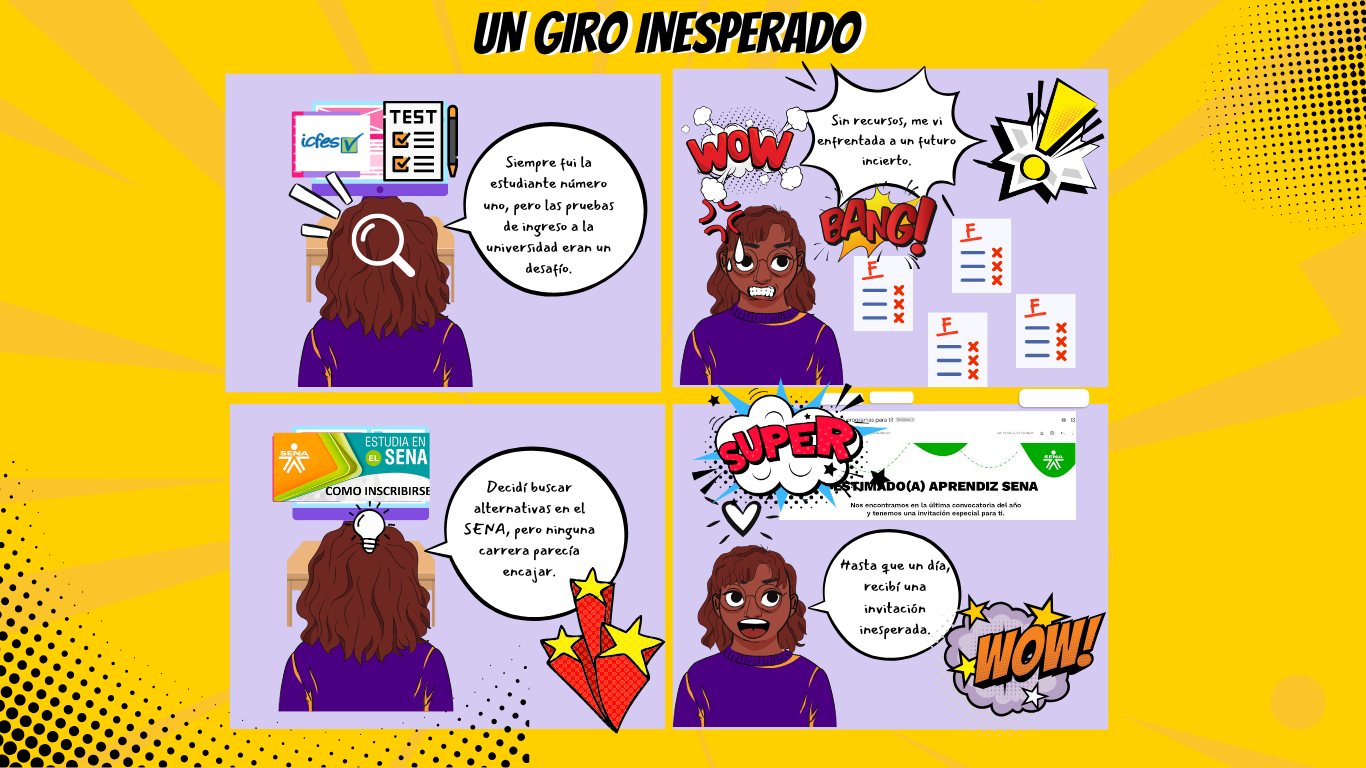 UN GIRO INESPERADO
icfes
TEST
Siempre fui la
estudiante número
uno, pero las pruebas
de ingreso a la
universidad eran un
desafío.
WOW
Sin recursos, me vi
enfrentada a un futuro
incierto.
BANG!
F
F
F
F
SENA
ESTUDIA EN
EL SENA
COMO INSCRIBIRSE
Decidí buscar
alternativas en el
SENA, pero ninguna
carrera parecía
encajar.
SUPER
programas para ti!
SENA
ESTIMADO(A) APRENDIZ SENA
Nos encontramos en la última convocatoria del año
y tenemos una invitación especial para ti.
Hasta que un día,
recibí una
invitación
inesperada.
WOW!